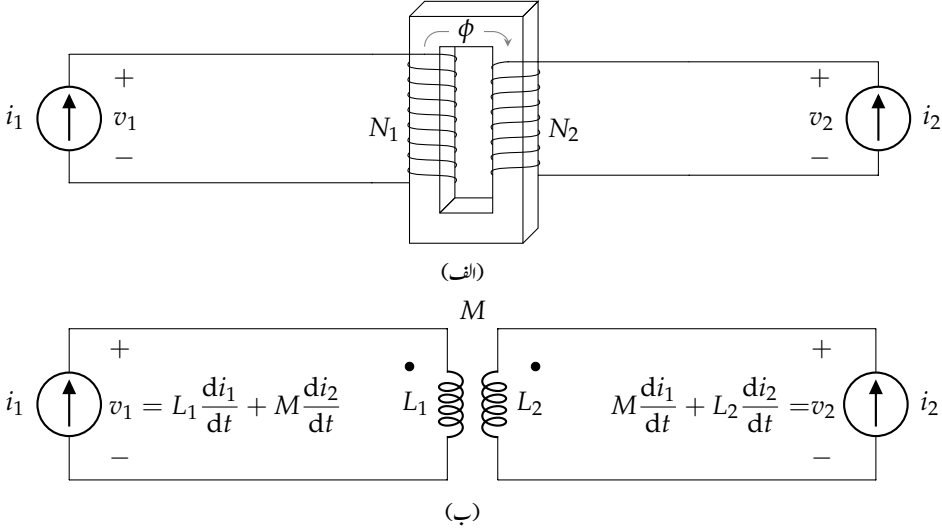 ϕ
+ +
i₁ v₁ N₁ N₂ v₂ i₂
− −
(الف)
M
+ +
i₁ v₁ = L₁ di₁/dt + M di₂/dt L₁ L₂ M di₁/dt + L₂ di₂/dt = v₂ i₂
− −
(ب)